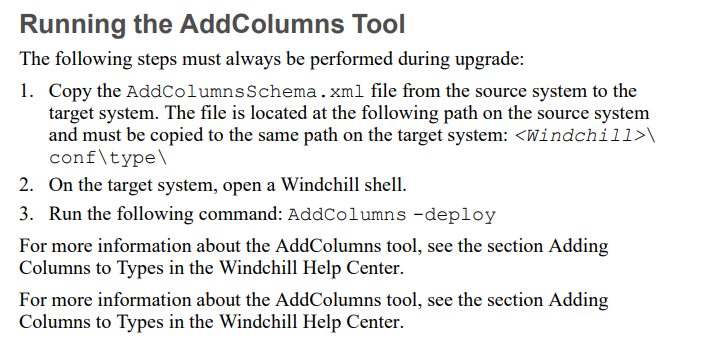 Running the AddColumns Tool
The following steps must always be performed during upgrade:
1. Copy the AddColumnsSchema.xml file from the source system to the
target system. The file is located at the following path on the source system
and must be copied to the same path on the target system: <Windchill>\
conf\type\
2. On the target system, open a Windchill shell.
3. Run the following command: AddColumns -deploy
For more information about the AddColumns tool, see the section Adding
Columns to Types in the Windchill Help Center.
For more information about the AddColumns tool, see the section Adding
Columns to Types in the Windchill Help Center.